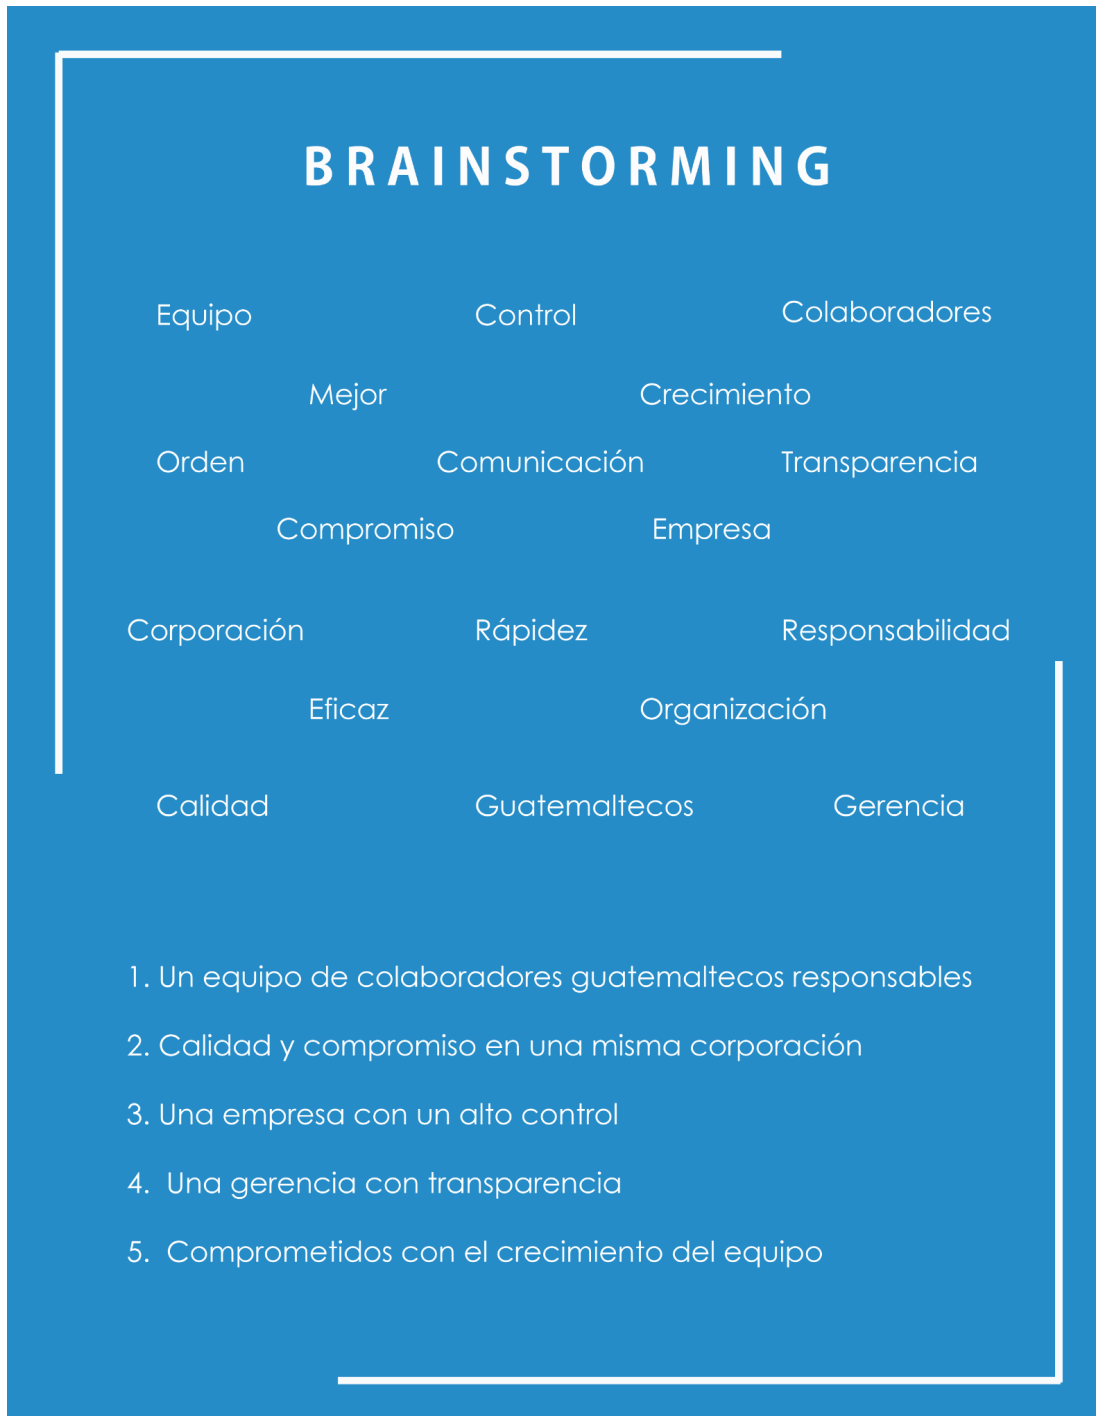 BRAINSTORMING
Equipo Control Colaboradores
Mejor Crecimiento
Orden Comunicación Transparencia
Compromiso Empresa
Corporación Rápidez Responsabilidad
Eficaz Organización
Calidad Guatemaltecos Gerencia
1. Un equipo de colaboradores guatemaltecos responsables
2. Calidad y compromiso en una misma corporación
3. Una empresa con un alto control
4. Una gerencia con transparencia
5. Comprometidos con el crecimiento del equipo